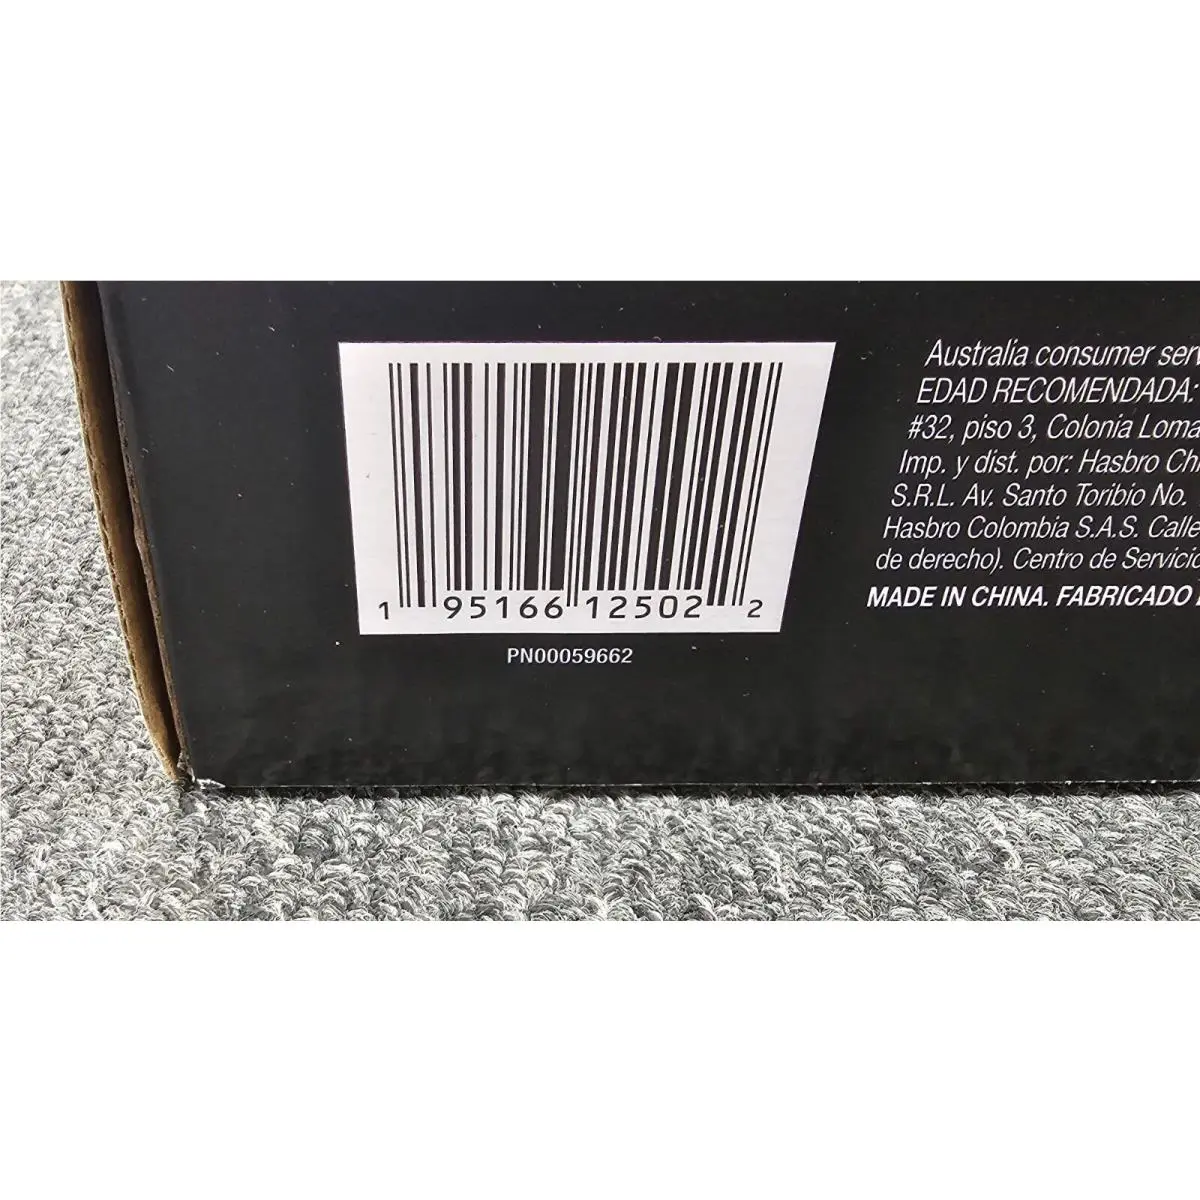 Australia consumer ser
EDAD RECOMENDADA:
#32, piso 3, Colonia Loma
Imp. y dist. por: Hasbro Ch
S.R.L. Av. Santo Toribio No.
Hasbro Colombia S.A.S. Calle
de derecho). Centro de Servicio
MADE IN CHINA. FABRICADO
1 95166 12502 2
PN00059662